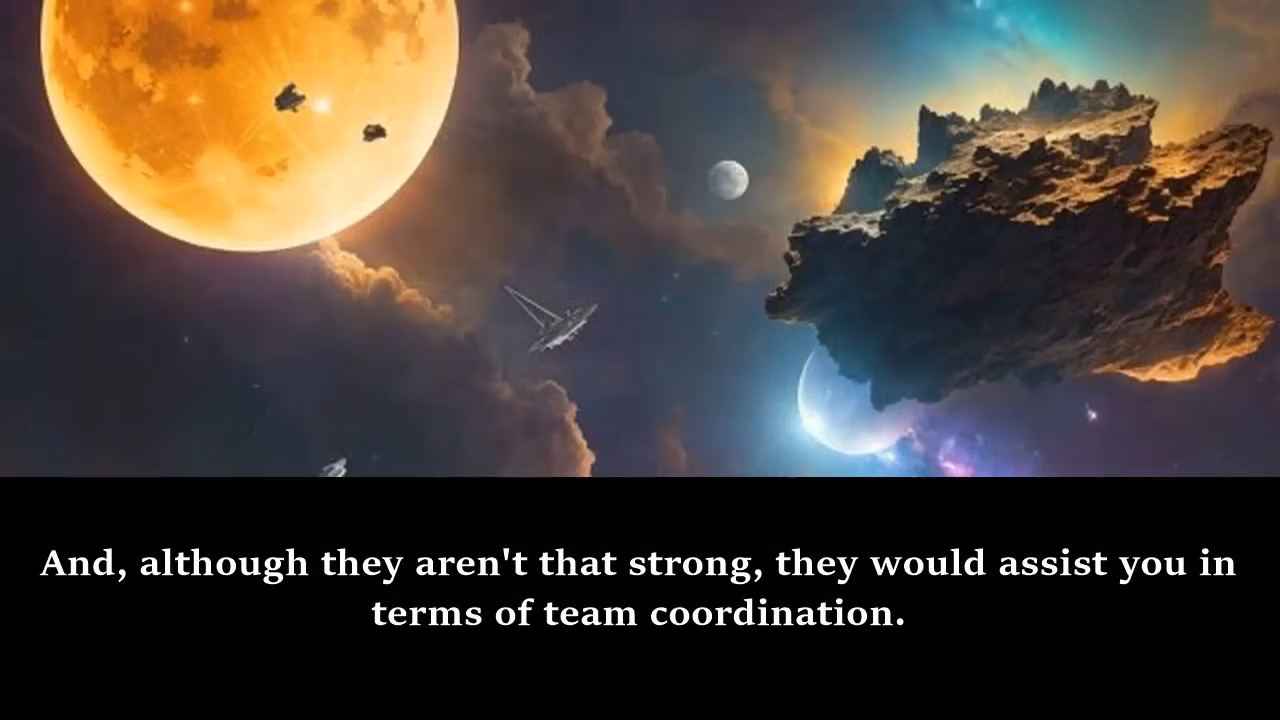 And, although they aren't that strong, they would assist you in
terms of team coordination.